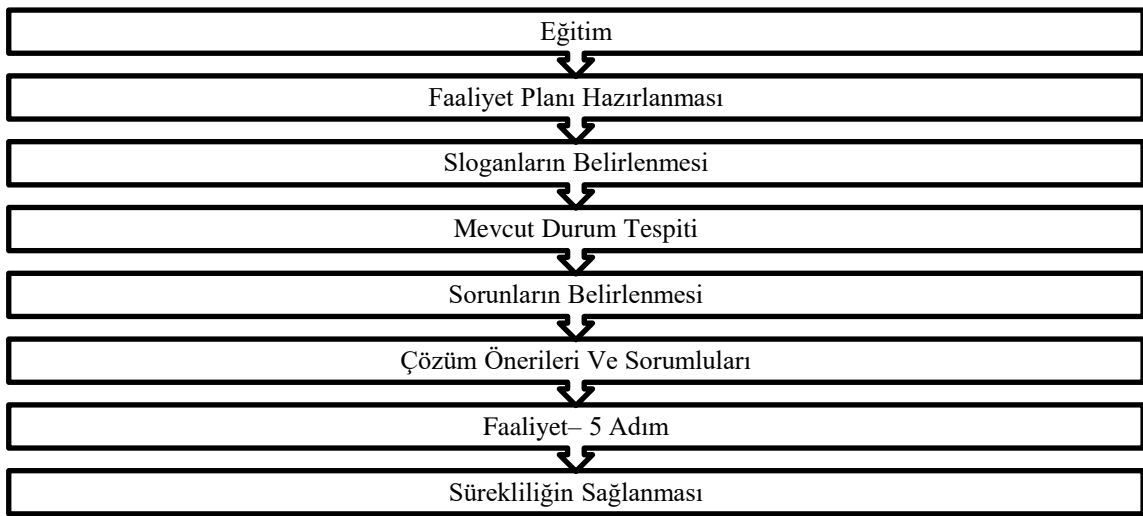 Eğitim
Faaliyet Planı Hazırlanması
Sloganların Belirlenmesi
Mevcut Durum Tespiti
Sorunların Belirlenmesi
Çözüm Önerileri Ve Sorumluları
Faaliyet– 5 Adım
Sürekliliğin Sağlanması